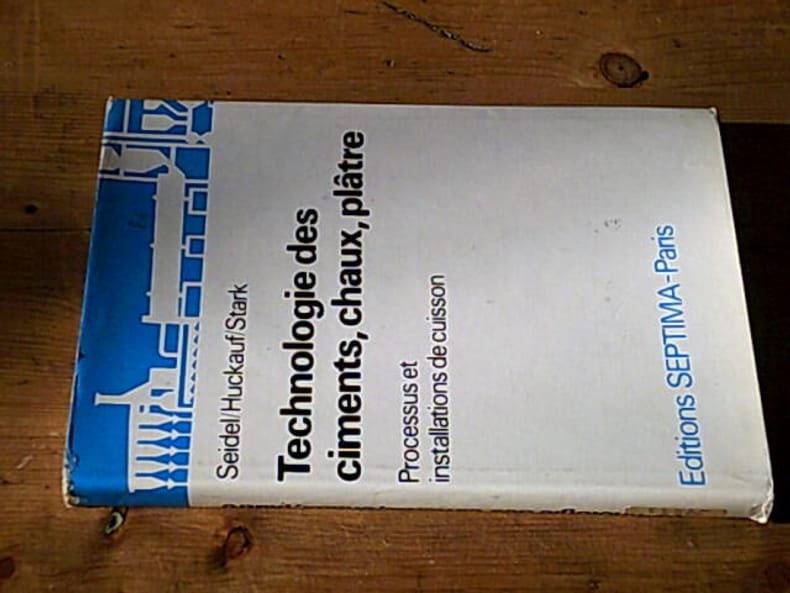 Seidel/Huckauf/Stark
Technologie des
ciments, chaux, plâtre
Processus et
installations de cuisson
Editions SEPTIMA-Paris